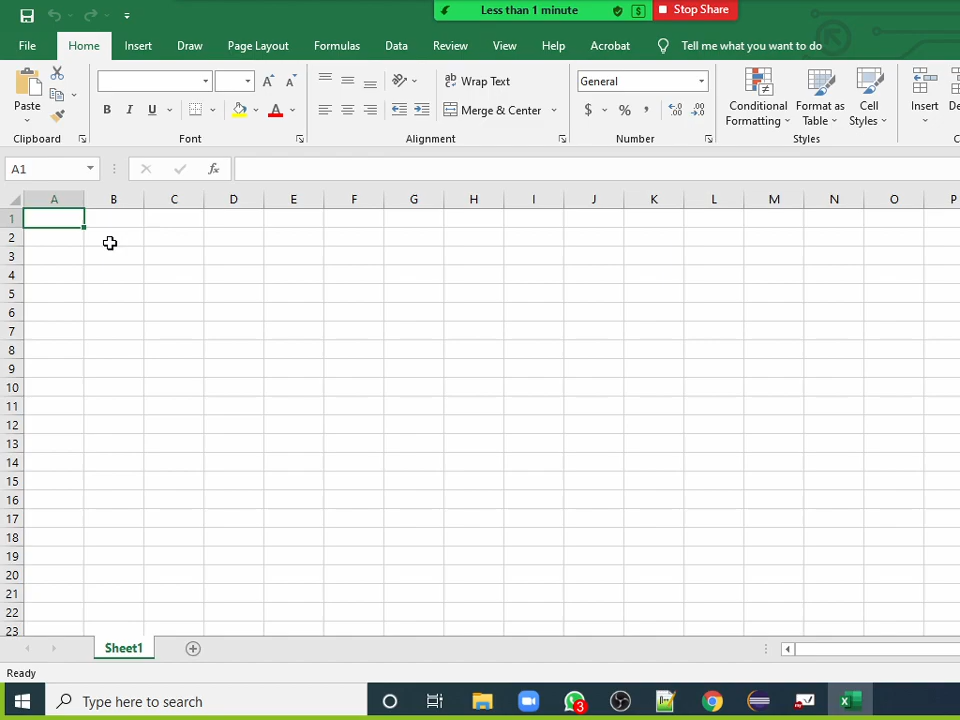 Less than 1 minute
$
Stop Share
File
Home
Insert
Draw
Page Layout
Formulas
Data
Review
View
Help
Acrobat
Tell me what you want to do
Paste
Clipboard
B I U
A A
A
Font
ab Wrap Text
Merge & Center
Alignment
General
$ % ,
Number
Conditional Formatting
Format as Table
Cell Styles
Styles
Insert
A1
fx
A B C D E F G H I J K L M N O P
1
2
3
4
5
6
7
8
9
10
11
12
13
14
15
16
17
18
19
20
21
22
23
Sheet1
Ready
Type here to search
3